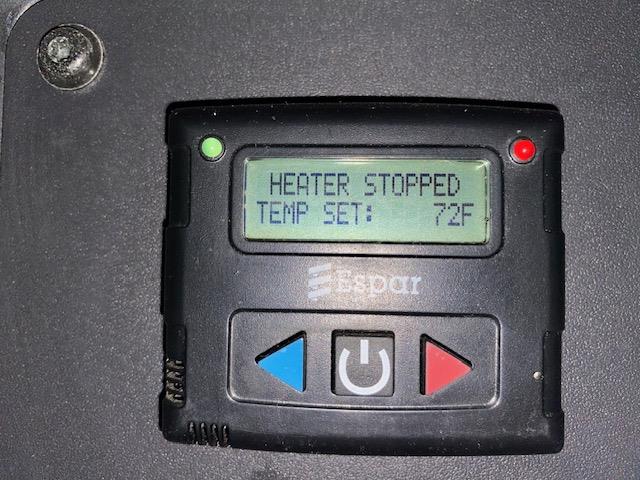 HEATER STOPPED
TEMP SET: 72F
Espar